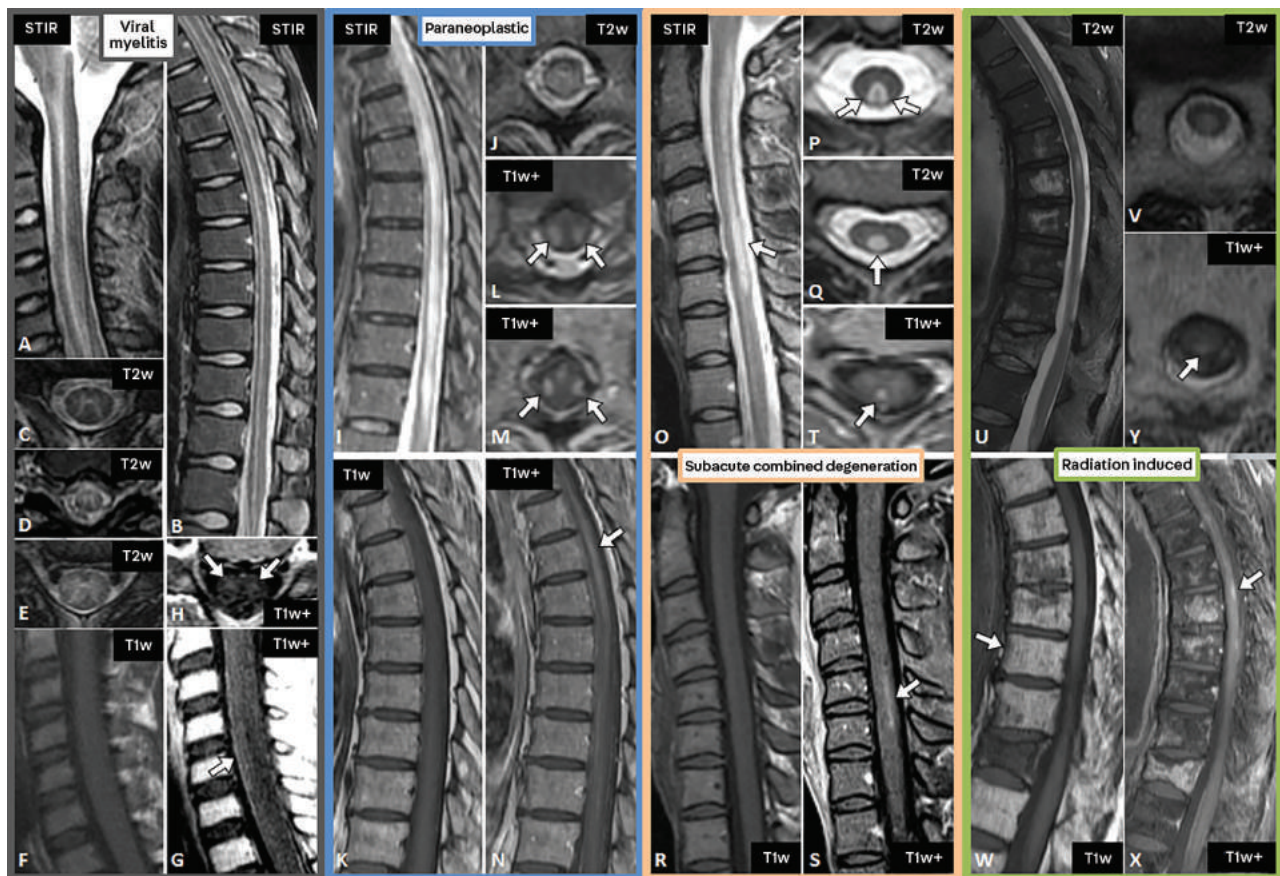 STIR
Viral
myelitis
STIR
A
T2w
C
T2w
D
B
T2w
E
H
T1w+
T1w
F
T1w+
G
Paraneoplastic
STIR
T2w
J
T1w+
L
T1w+
I
M
T1w
K
T1w+
N
STIR
T2w
P
T2w
Q
T1w+
O
T
Subacute combined degeneration
R
T1w
S
T1w+
T2w
V
T1w+
U
Y
Radiation induced
W
T1w
X
T1w+